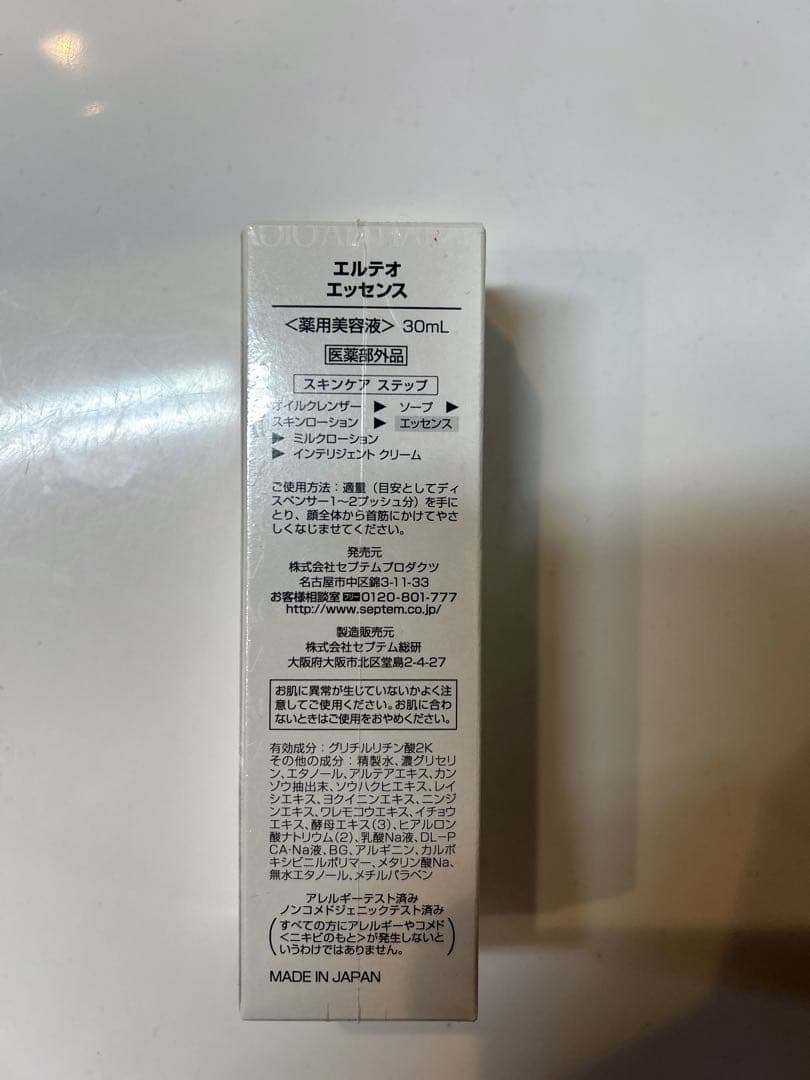 エルテオ
エッセンス
〈薬用美容液〉 30mL
医薬部外品
スキンケア ステップ
オイルクレンザー ▶ ソープ ▶
スキンローション ▶ エッセンス
▶ ミルクローション
▶ インテリジェント クリーム
ご使用方法：適量（目安としてディ
スペンサー1～2プッシュ分）を手に
とり、顔全体から首筋にかけてやさ
しくなじませてください。
発売元
株式会社セプテムプロダクツ
名古屋市中区錦3-11-33
お客様相談室 フリー 0120-801-777
http://www.septem.co.jp/
製造販売元
株式会社セプテム総研
大阪府大阪市北区堂島2-4-27
お肌に異常が生じていないかよく注
意してご使用ください。お肌に合わ
ないときはご使用をおやめください。
有効成分：グリチルリチン酸2K
その他の成分：精製水、濃グリセリ
ン、エタノール、アルテアエキス、カン
ゾウ抽出末、ソウハクヒエキス、レイ
シエキス、ヨクイニンエキス、ニンジ
ンエキス、ワレモコウエキス、イチョウ
エキス、酵母エキス(3)、ヒアルロン
酸ナトリウム(2)、乳酸Na液、DL-P
CA・Na液、BG、アルギニン、カルボ
キシビニルポリマー、メタリン酸Na、
無水エタノール、メチルパラベン
アレルギーテスト済み
ノンコメドジェニックテスト済み
(すべての方にアレルギーやコメド
<ニキビのもと>が発生しないと
いうわけではありません。)
MADE IN JAPAN